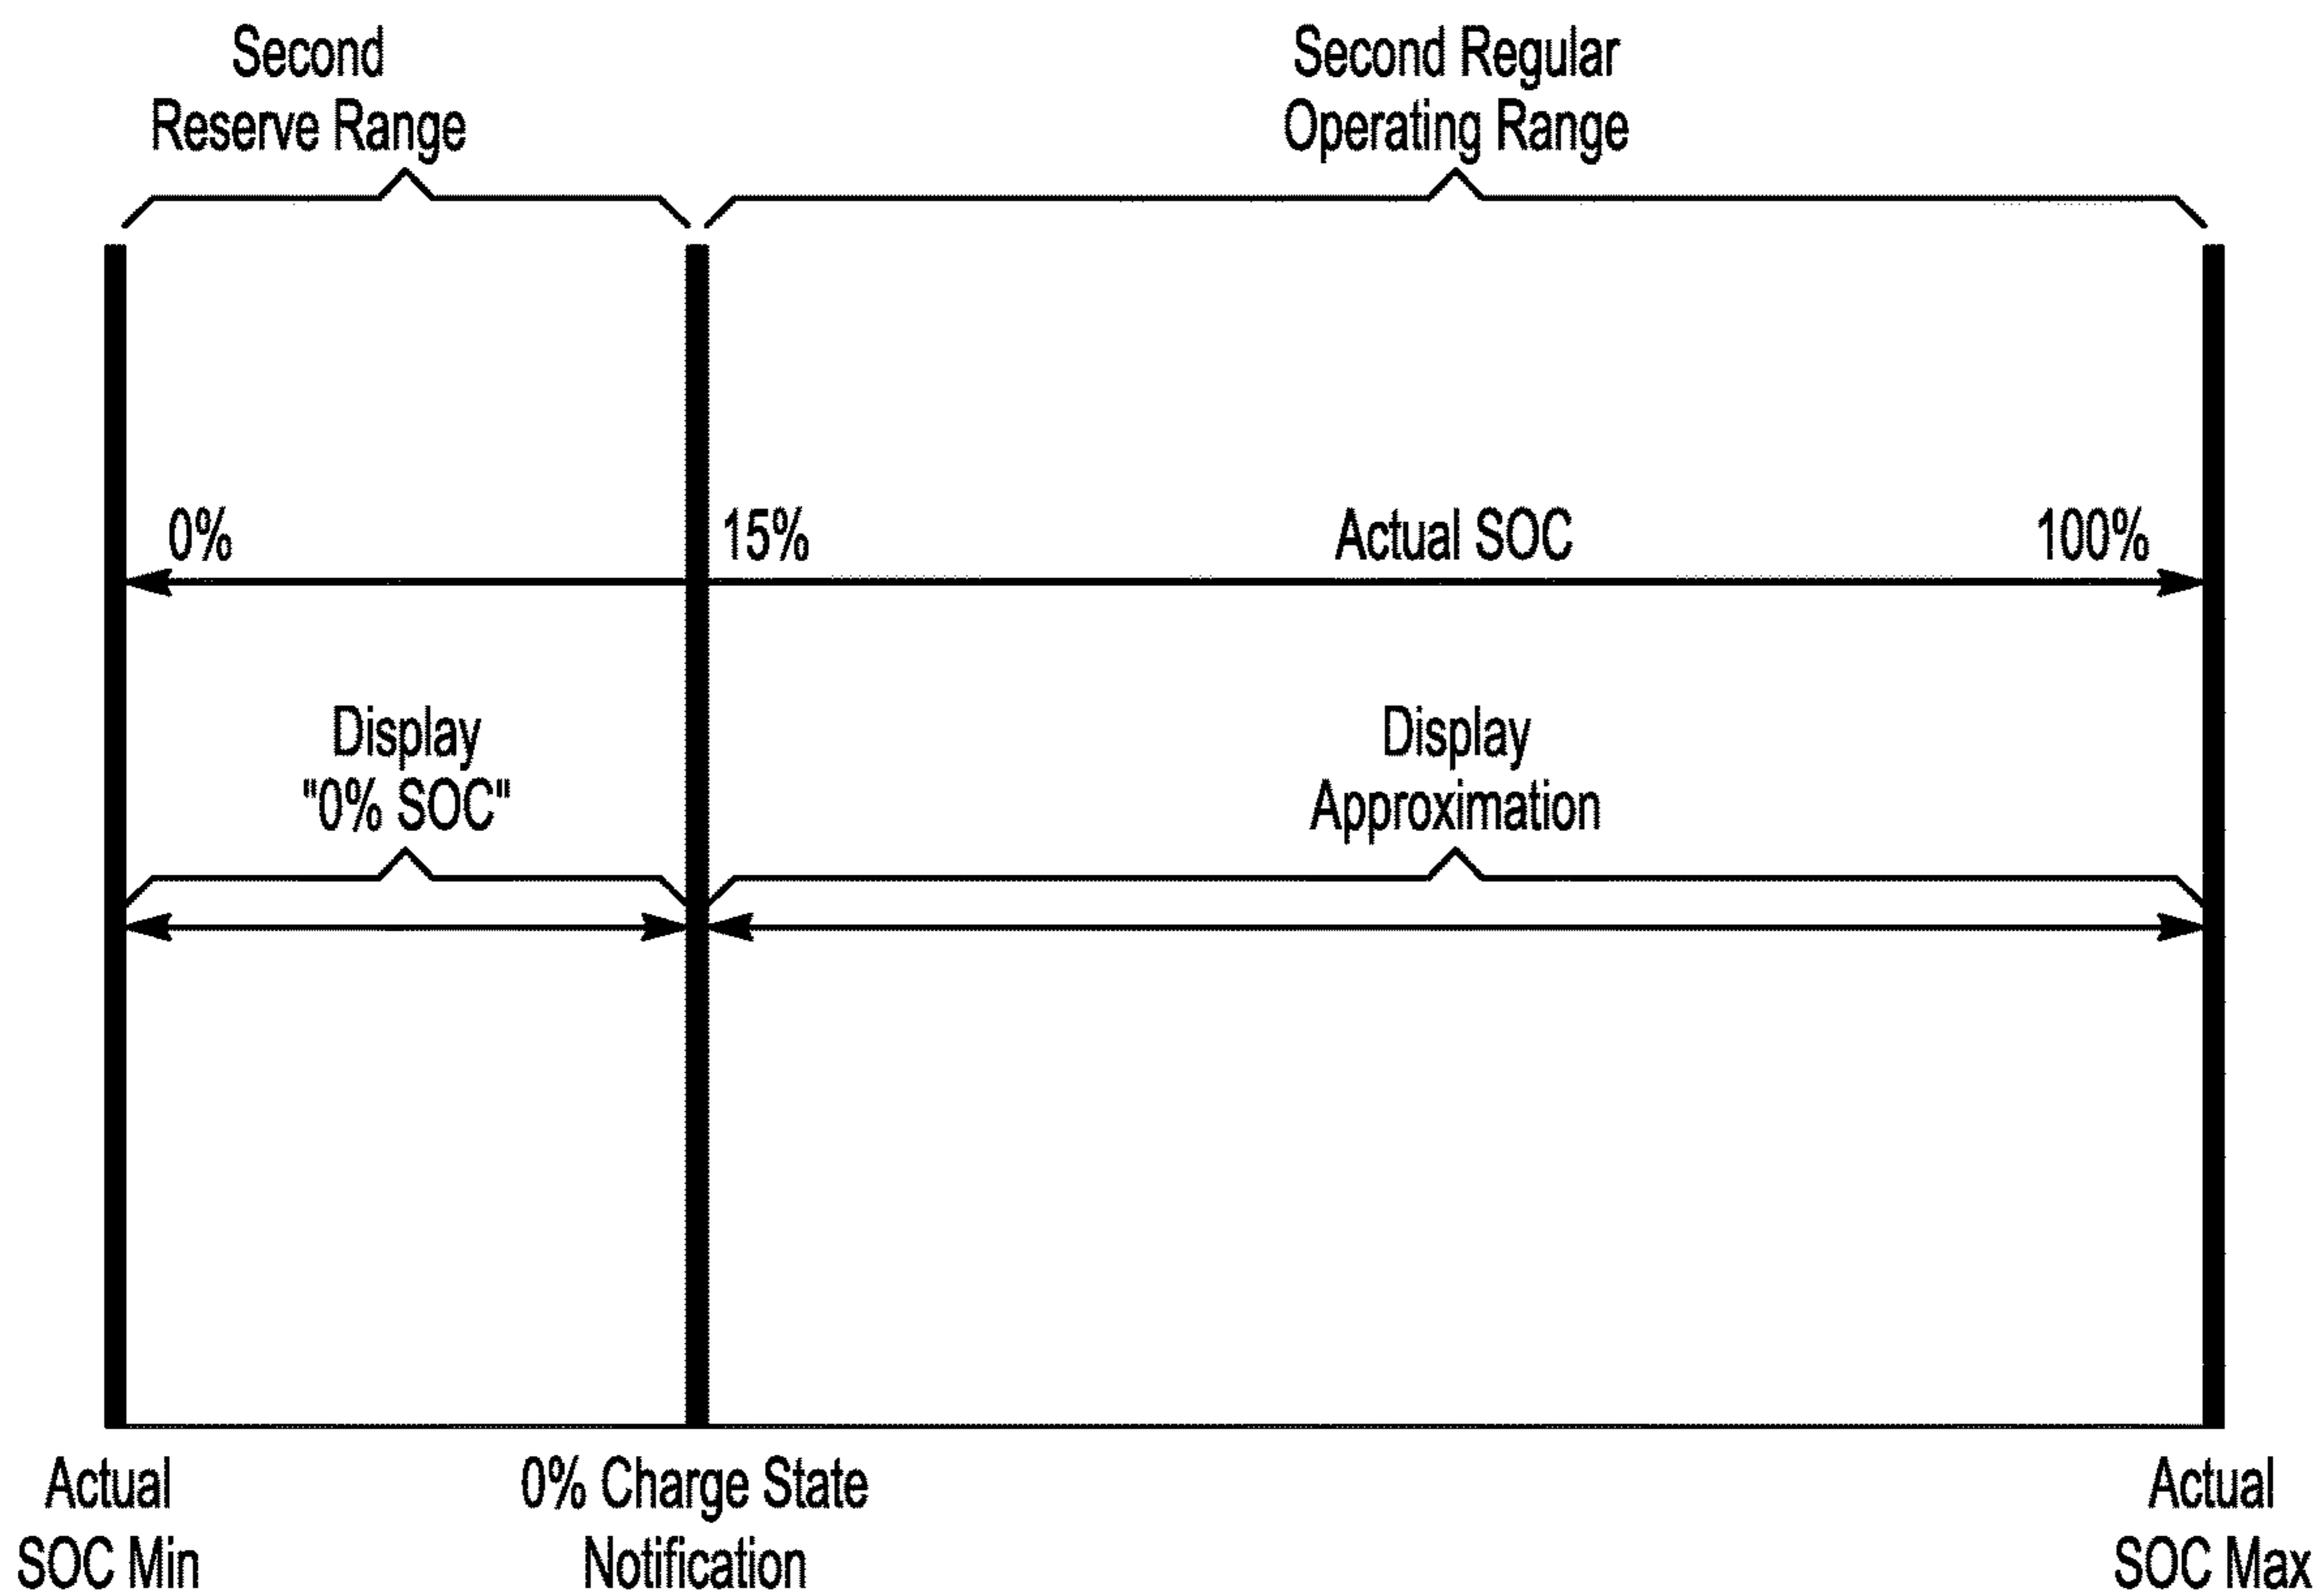 Second
Reserve Range
Second Regular
Operating Range
0%
15%
Actual SOC
100%
Display
"0% SOC"
Display
Approximation
Actual
SOC Min
0% Charge State
Notification
Actual
SOC Max